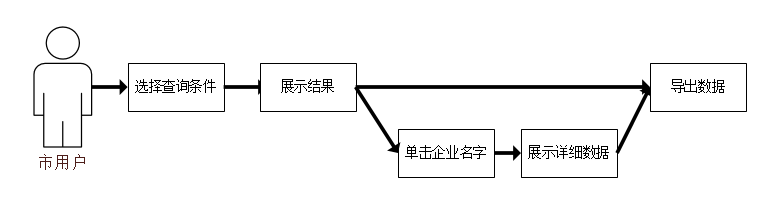 选择查询条件
展示结果
导出数据
单击企业名字
展示详细数据
市用户